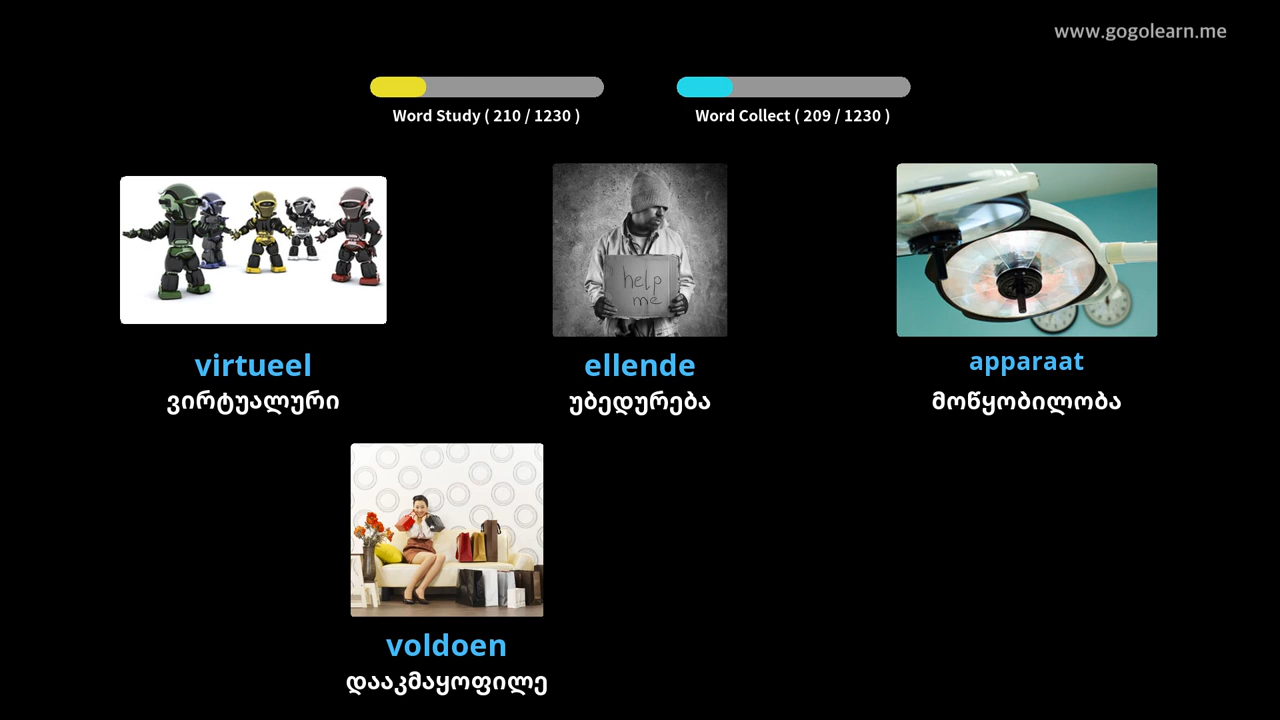 www.gogolearn.me
Word Study ( 210 / 1230 )
Word Collect ( 209 / 1230 )
help
me
virtueel
ვირტუალური
ellende
უბედურება
apparaat
მოწყობილობა
voldoen
დააკმაყოფილე